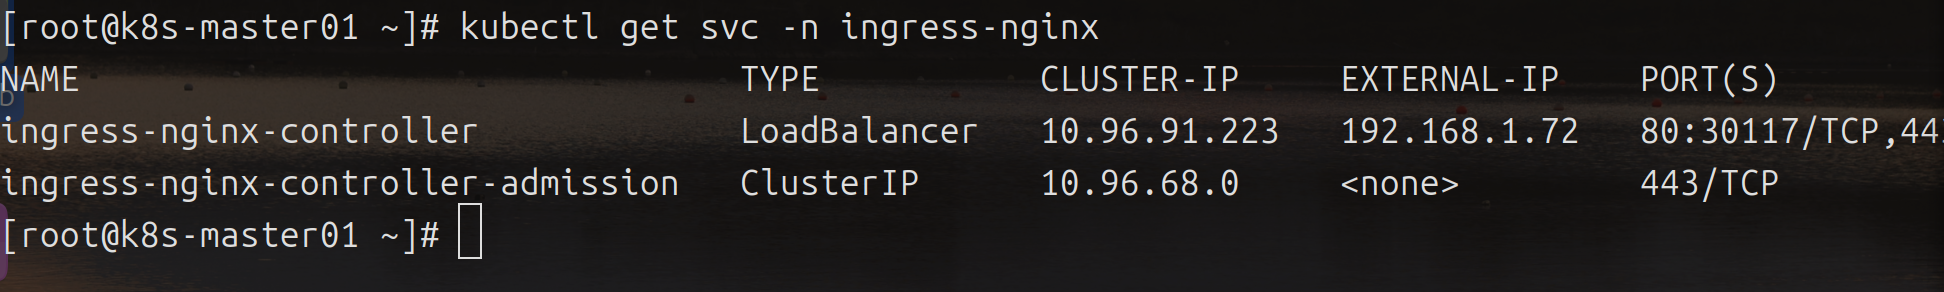 [root@k8s-master01 ~]# kubectl get svc -n ingress-nginx
NAME TYPE CLUSTER-IP EXTERNAL-IP PORT(S)
ingress-nginx-controller LoadBalancer 10.96.91.223 192.168.1.72 80:30117/TCP,44
ingress-nginx-controller-admission ClusterIP 10.96.68.0 <none> 443/TCP
[root@k8s-master01 ~]#